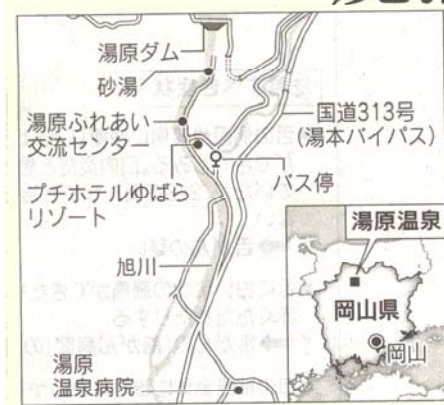 湯原ダム
砂湯
湯原ふれあい
交流センター
国道313号
(湯本バイパス)
バス停
プチホテルゆばら
リゾート
旭川
湯原
温泉病院
湯原温泉
岡山県
岡山